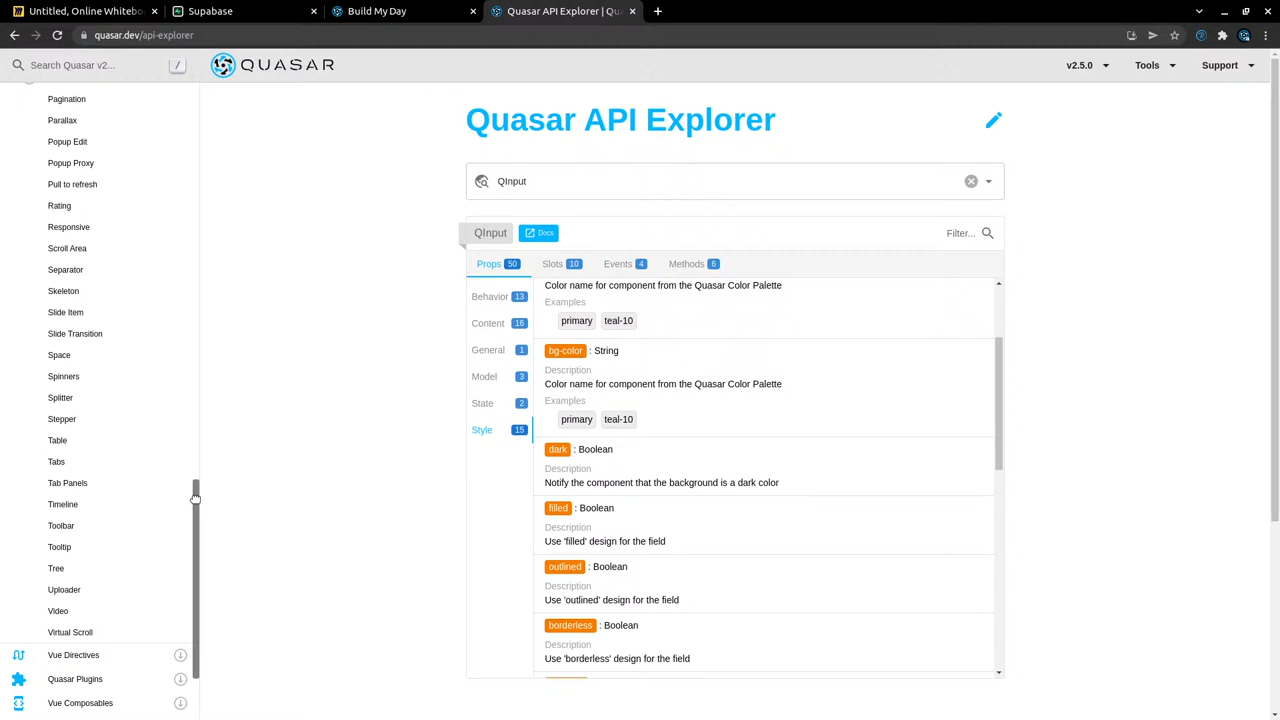 Untitled, Online Whitebo
Supabase
Build My Day
Quasar API Explorer | Qu
quasar.dev/api-explorer
Search Quasar v2...
/
QUASAR
v2.5.0
Tools
Support
Pagination
Parallax
Popup Edit
Popup Proxy
Pull to refresh
Rating
Responsive
Scroll Area
Separator
Skeleton
Slide Item
Slide Transition
Space
Spinners
Splitter
Stepper
Table
Tabs
Tab Panels
Timeline
Toolbar
Tooltip
Tree
Uploader
Video
Virtual Scroll
Vue Directives
Quasar Plugins
Vue Composables
Quasar API Explorer
QInput
QInput
Docs
Filter...
Props 50
Slots 10
Events 4
Methods 6
Behavior 13
Content 16
General 1
Model 3
State 2
Style 15
Color name for component from the Quasar Color Palette
Examples
primary teal-10
bg-color : String
Description
Color name for component from the Quasar Color Palette
Examples
primary teal-10
dark : Boolean
Description
Notify the component that the background is a dark color
filled : Boolean
Description
Use 'filled' design for the field
outlined : Boolean
Description
Use 'outlined' design for the field
borderless : Boolean
Description
Use 'borderless' design for the field